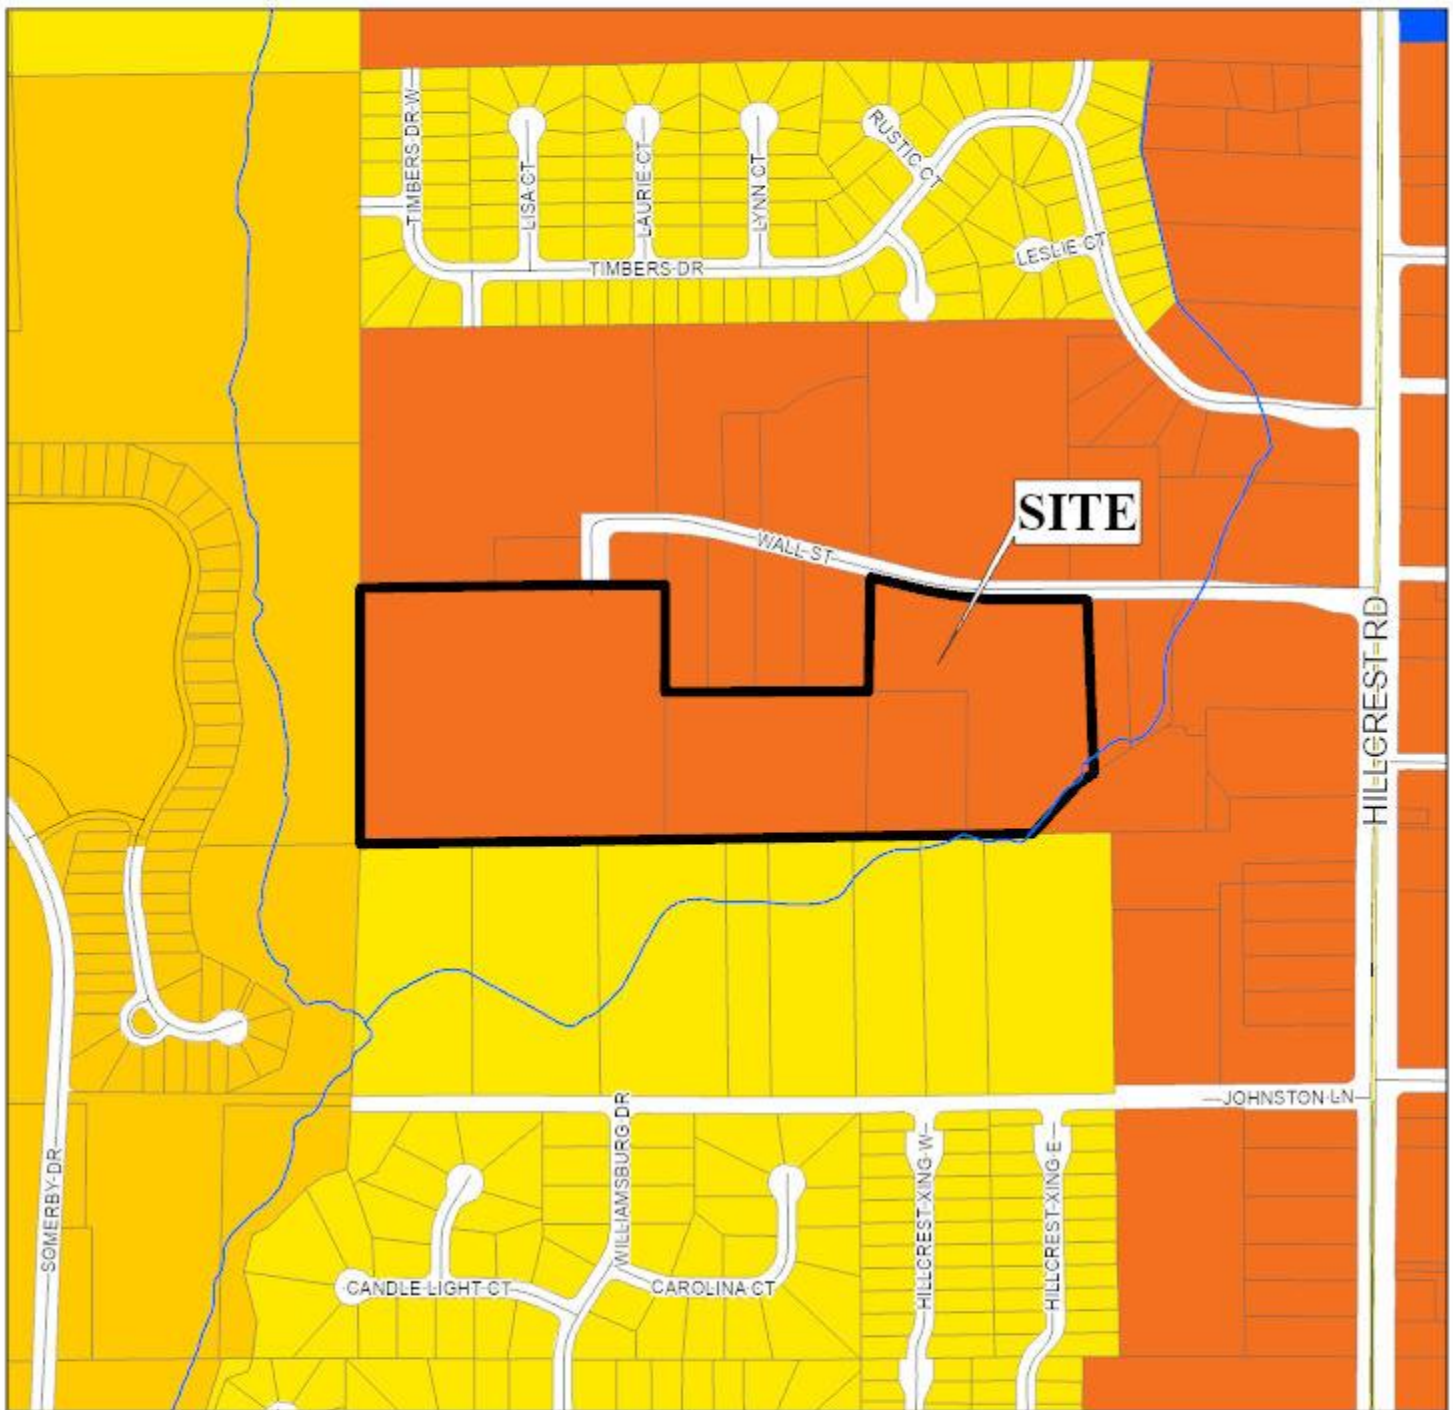 TIMBERS DR W
LISA CT
LAURIE CT
LYNN CT
RUSTIC CT
LESLIE CT
TIMBERS DR
SITE
WALL ST
HILLCREST RD
JOHNSTON LN
SOMERBY DR
WILLIAMSBURG DR
HILLCREST XING W
HILLCREST XING E
CANDLE LIGHT CT
CAROLINA CT